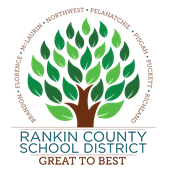 BRANDON • FLORENCE • MCLAURIN • NORTHWEST • PELAHATCHIE • PISGAH • PUCKETT • RICHLAND
RANKIN COUNTY
SCHOOL DISTRICT
GREAT TO BEST